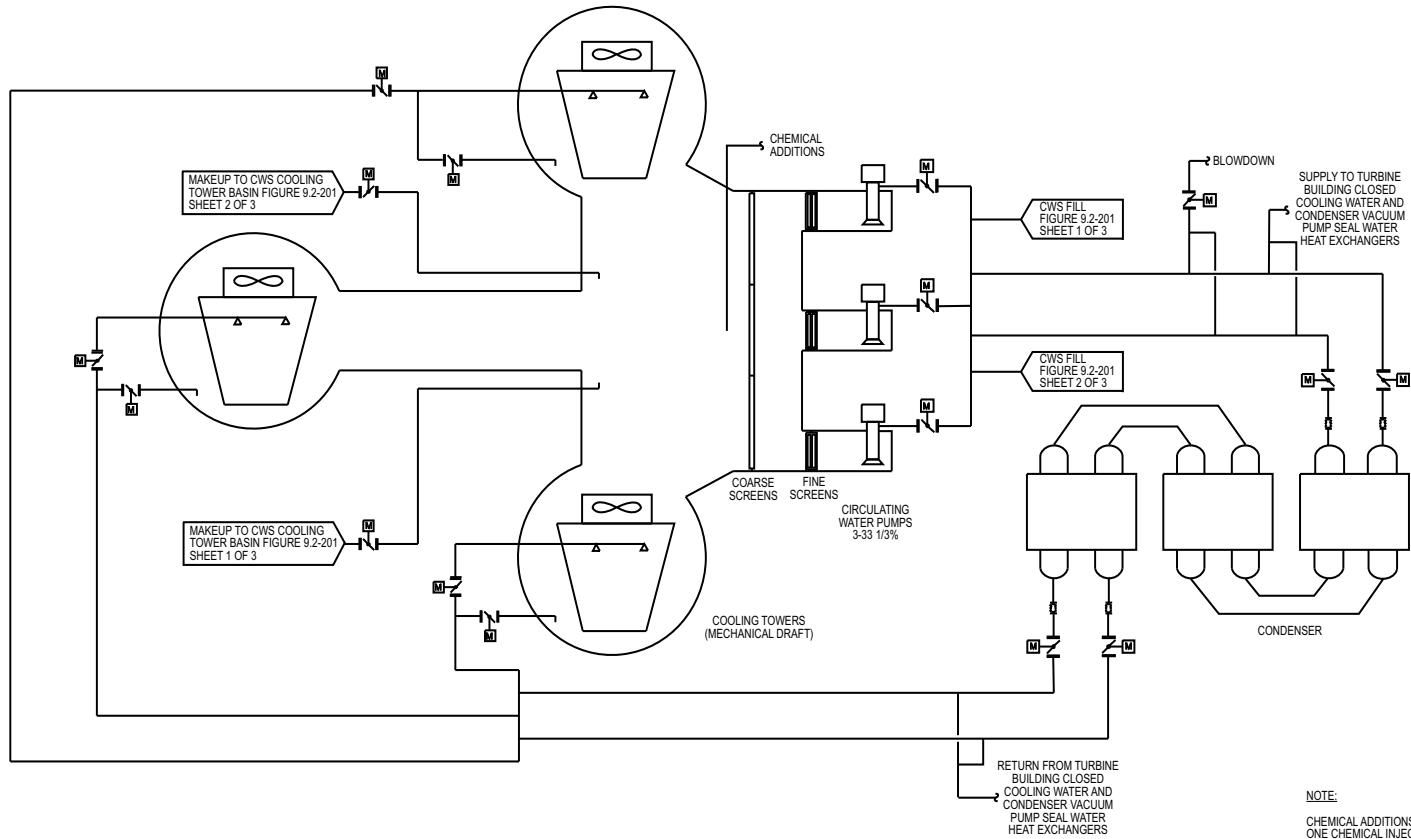 M
M
CHEMICAL
ADDITIONS
BLOWDOWN
M
M
MAKEUP TO CWS COOLING
TOWER BASIN FIGURE 9.2-201
SHEET 2 OF 3
M
M
SUPPLY TO TURBINE
BUILDING CLOSED
COOLING WATER AND
CONDENSER VACUUM
PUMP SEAL WATER
HEAT EXCHANGERS
CWS FILL
FIGURE 9.2-201
SHEET 1 OF 3
M
M
M
CWS FILL
FIGURE 9.2-201
SHEET 2 OF 3
M
M
M
M
COARSE
SCREENS
FINE
SCREENS
CIRCULATING
WATER PUMPS
3-33 1/3%
MAKEUP TO CWS COOLING
TOWER BASIN FIGURE 9.2-201
SHEET 1 OF 3
M
M
M
COOLING TOWERS
(MECHANICAL DRAFT)
M
M
CONDENSER
RETURN FROM TURBINE
BUILDING CLOSED
COOLING WATER AND
CONDENSER VACUUM
PUMP SEAL WATER
HEAT EXCHANGERS
NOTE:
CHEMICAL ADDITIONS
ONE CHEMICAL INJEC